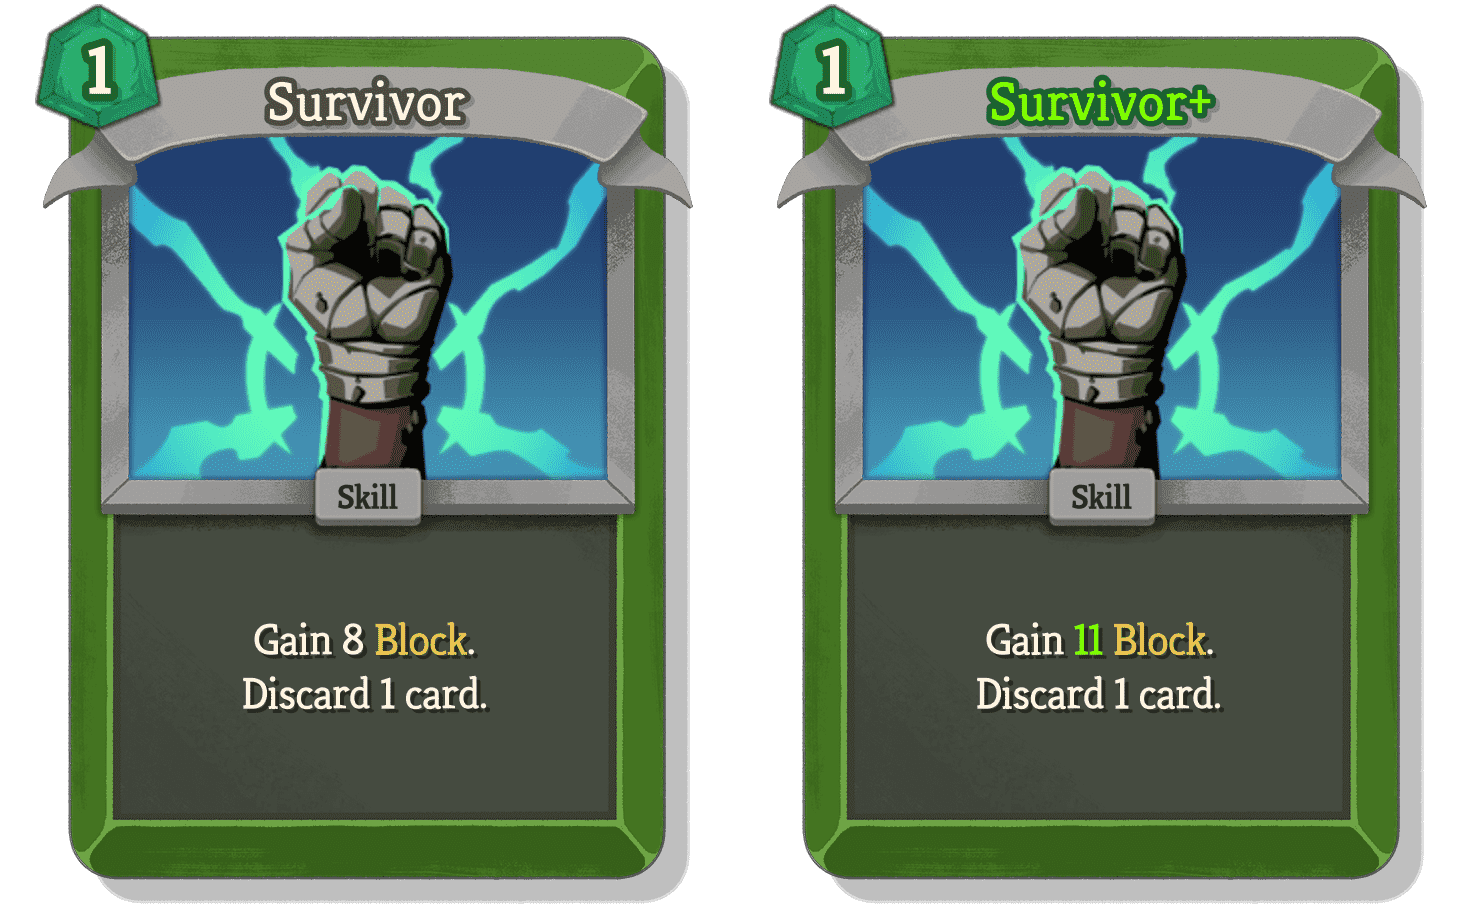 1
Survivor
Skill
Gain 8 Block.
Discard 1 card.
1
Survivor+
Skill
Gain 11 Block.
Discard 1 card.